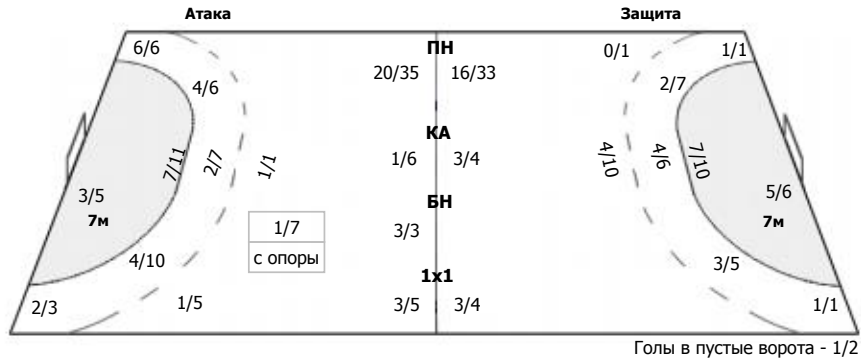 Атака
Защита
6/6
ПН
0/1
1/1
4/6
20/35
16/33
2/7
КА
7/11
2/7
1/1
1/6
3/4
4/10
4/6
7/10
3/5
7м
5/6
7м
БН
1/7
3/3
с опоры
4/10
3/5
1x1
2/3
1/5
3/5
3/4
1/1
Голы в пустые ворота - 1/2